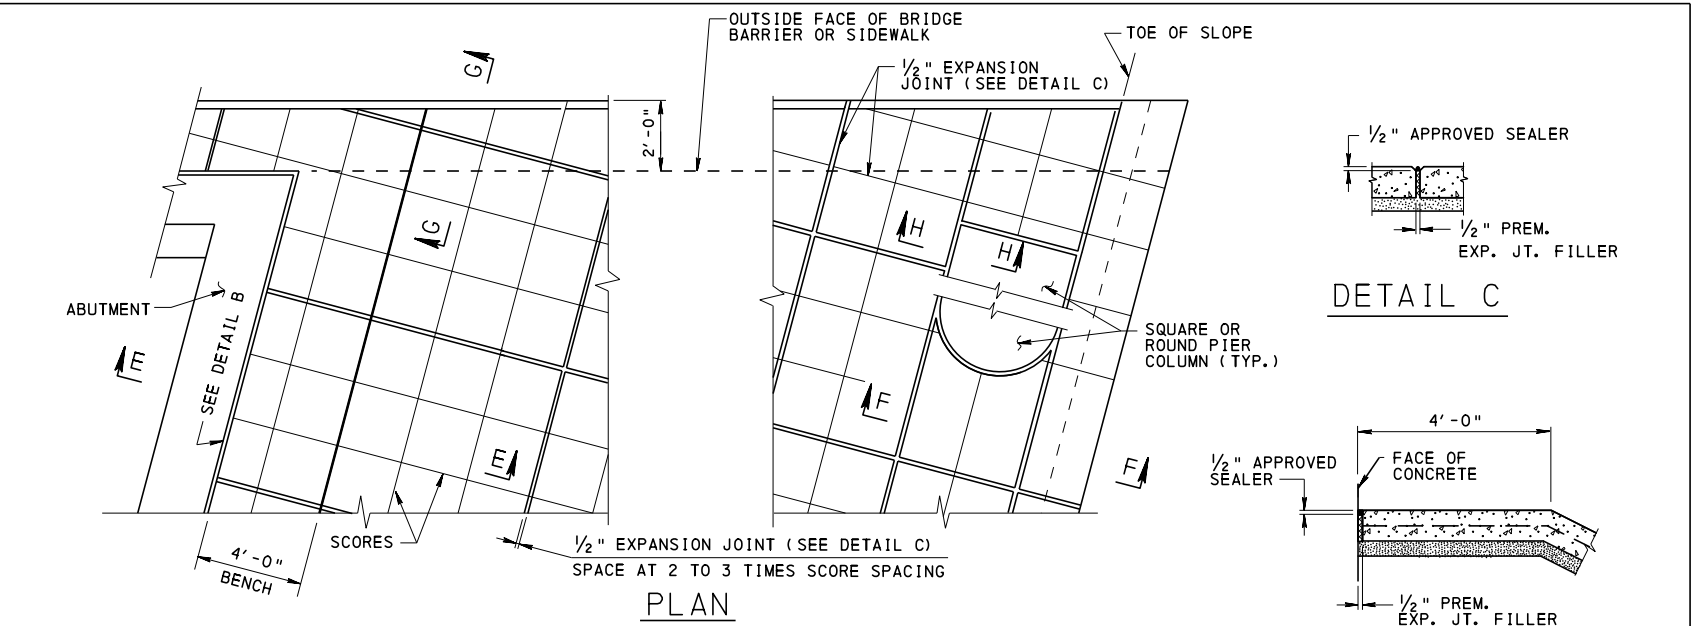 OUTSIDE FACE OF BRIDGE
BARRIER OR SIDEWALK
TOE OF SLOPE
G
1/2" EXPANSION
JOINT (SEE DETAIL C)
2'-0"
1/2" APPROVED SEALER
G
H
H
1/2" PREM.
EXP. JT. FILLER
DETAIL C
ABUTMENT
SEE DETAIL B
E
SQUARE OR
ROUND PIER
COLUMN (TYP.)
F
E
F
4'-0"
1/2" APPROVED
SEALER
FACE OF
CONCRETE
SCORES
4'-0"
BENCH
1/2" EXPANSION JOINT (SEE DETAIL C)
SPACE AT 2 TO 3 TIMES SCORE SPACING
PLAN
1/2" PREM.
EXP. JT. FILLER